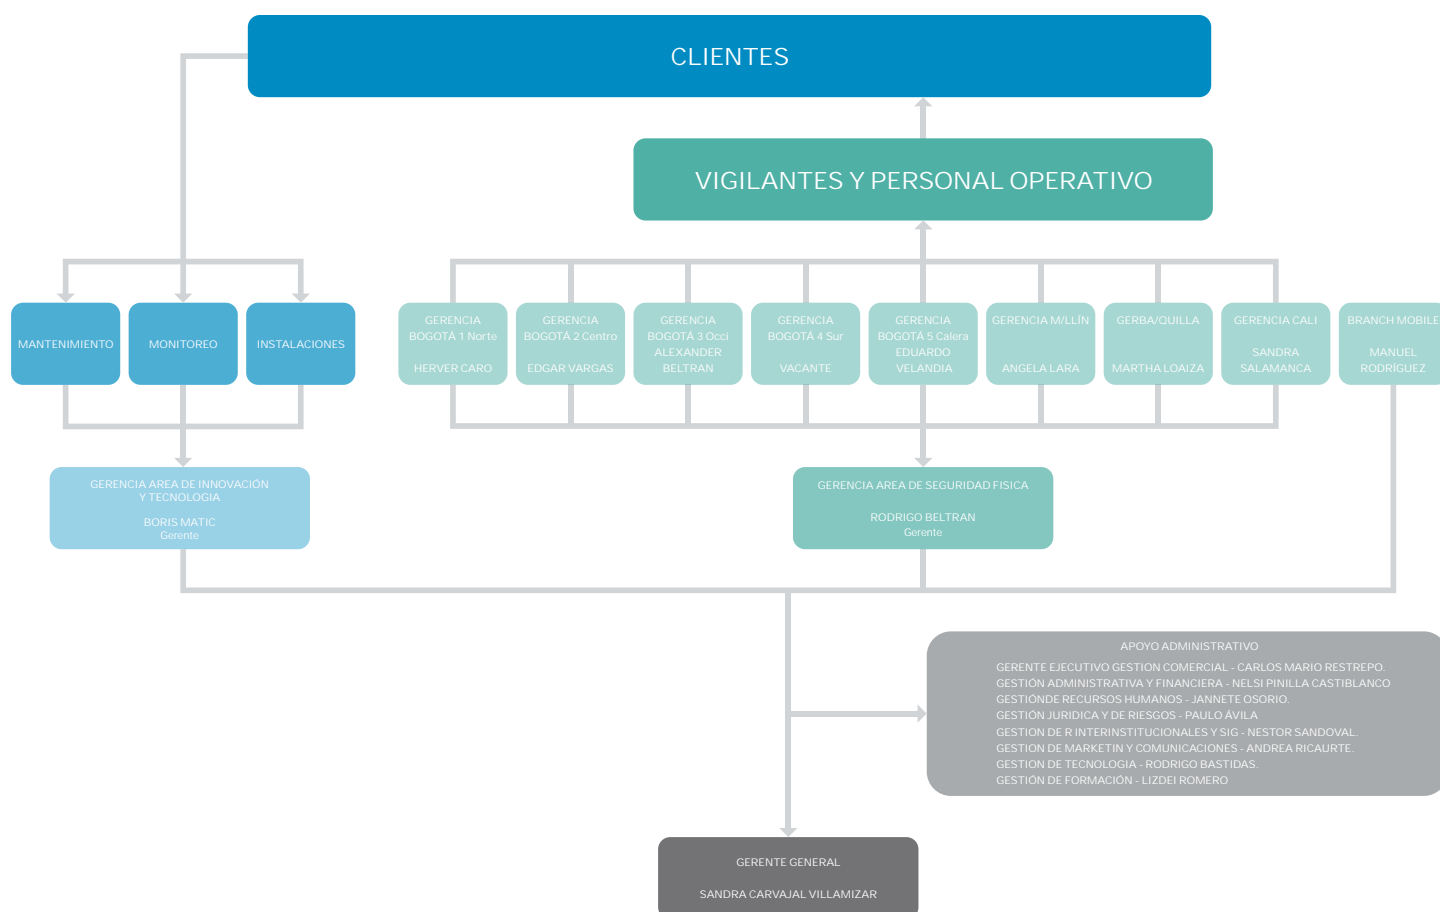 CLIENTES
VIGILANTES Y PERSONAL OPERATIVO
MANTENIMIENTO
MONITOREO
INSTALACIONES
GERENCIA
BOGOTÁ 1 Norte
HERVER CARO
GERENCIA
BOGOTÁ 2 Centro
EDGAR VARGAS
GERENCIA
BOGOTÁ 3 Occi
ALEXANDER
BELTRAN
GERENCIA
BOGOTÁ 4 Sur
VACANTE
GERENCIA
BOGOTÁ 5 Calera
EDUARDO
VELANDIA
GERENCIA M/LLÍN
ANGELA LARA
GERBA/QUILLA
MARTHA LOAIZA
GERENCIA CALI
SANDRA
SALAMANCA
BRANCH MOBILE
MANUEL
RODRÍGUEZ
GERENCIA AREA DE INNOVACIÓN
Y TECNOLOGIA
BORIS MATIC
Gerente
GERENCIA AREA DE SEGURIDAD FISICA
RODRIGO BELTRAN
Gerente
APOYO ADMINISTRATIVO
GERENTE EJECUTIVO GESTION COMERCIAL - CARLOS MARIO RESTREPO.
GESTIÓN ADMINISTRATIVA Y FINANCIERA - NELSI PINILLA CASTIBLANCO
GESTIÓNDE RECURSOS HUMANOS - JANNETE OSORIO.
GESTIÓN JURIDICA Y DE RIESGOS - PAULO ÁVILA
GESTION DE R INTERINSTITUCIONALES Y SIG - NESTOR SANDOVAL.
GESTION DE MARKETIN Y COMUNICACIONES - ANDREA RICAURTE.
GESTION DE TECNOLOGIA - RODRIGO BASTIDAS.
GESTIÓN DE FORMACIÓN - LIZDEI ROMERO
GERENTE GENERAL
SANDRA CARVAJAL VILLAMIZAR